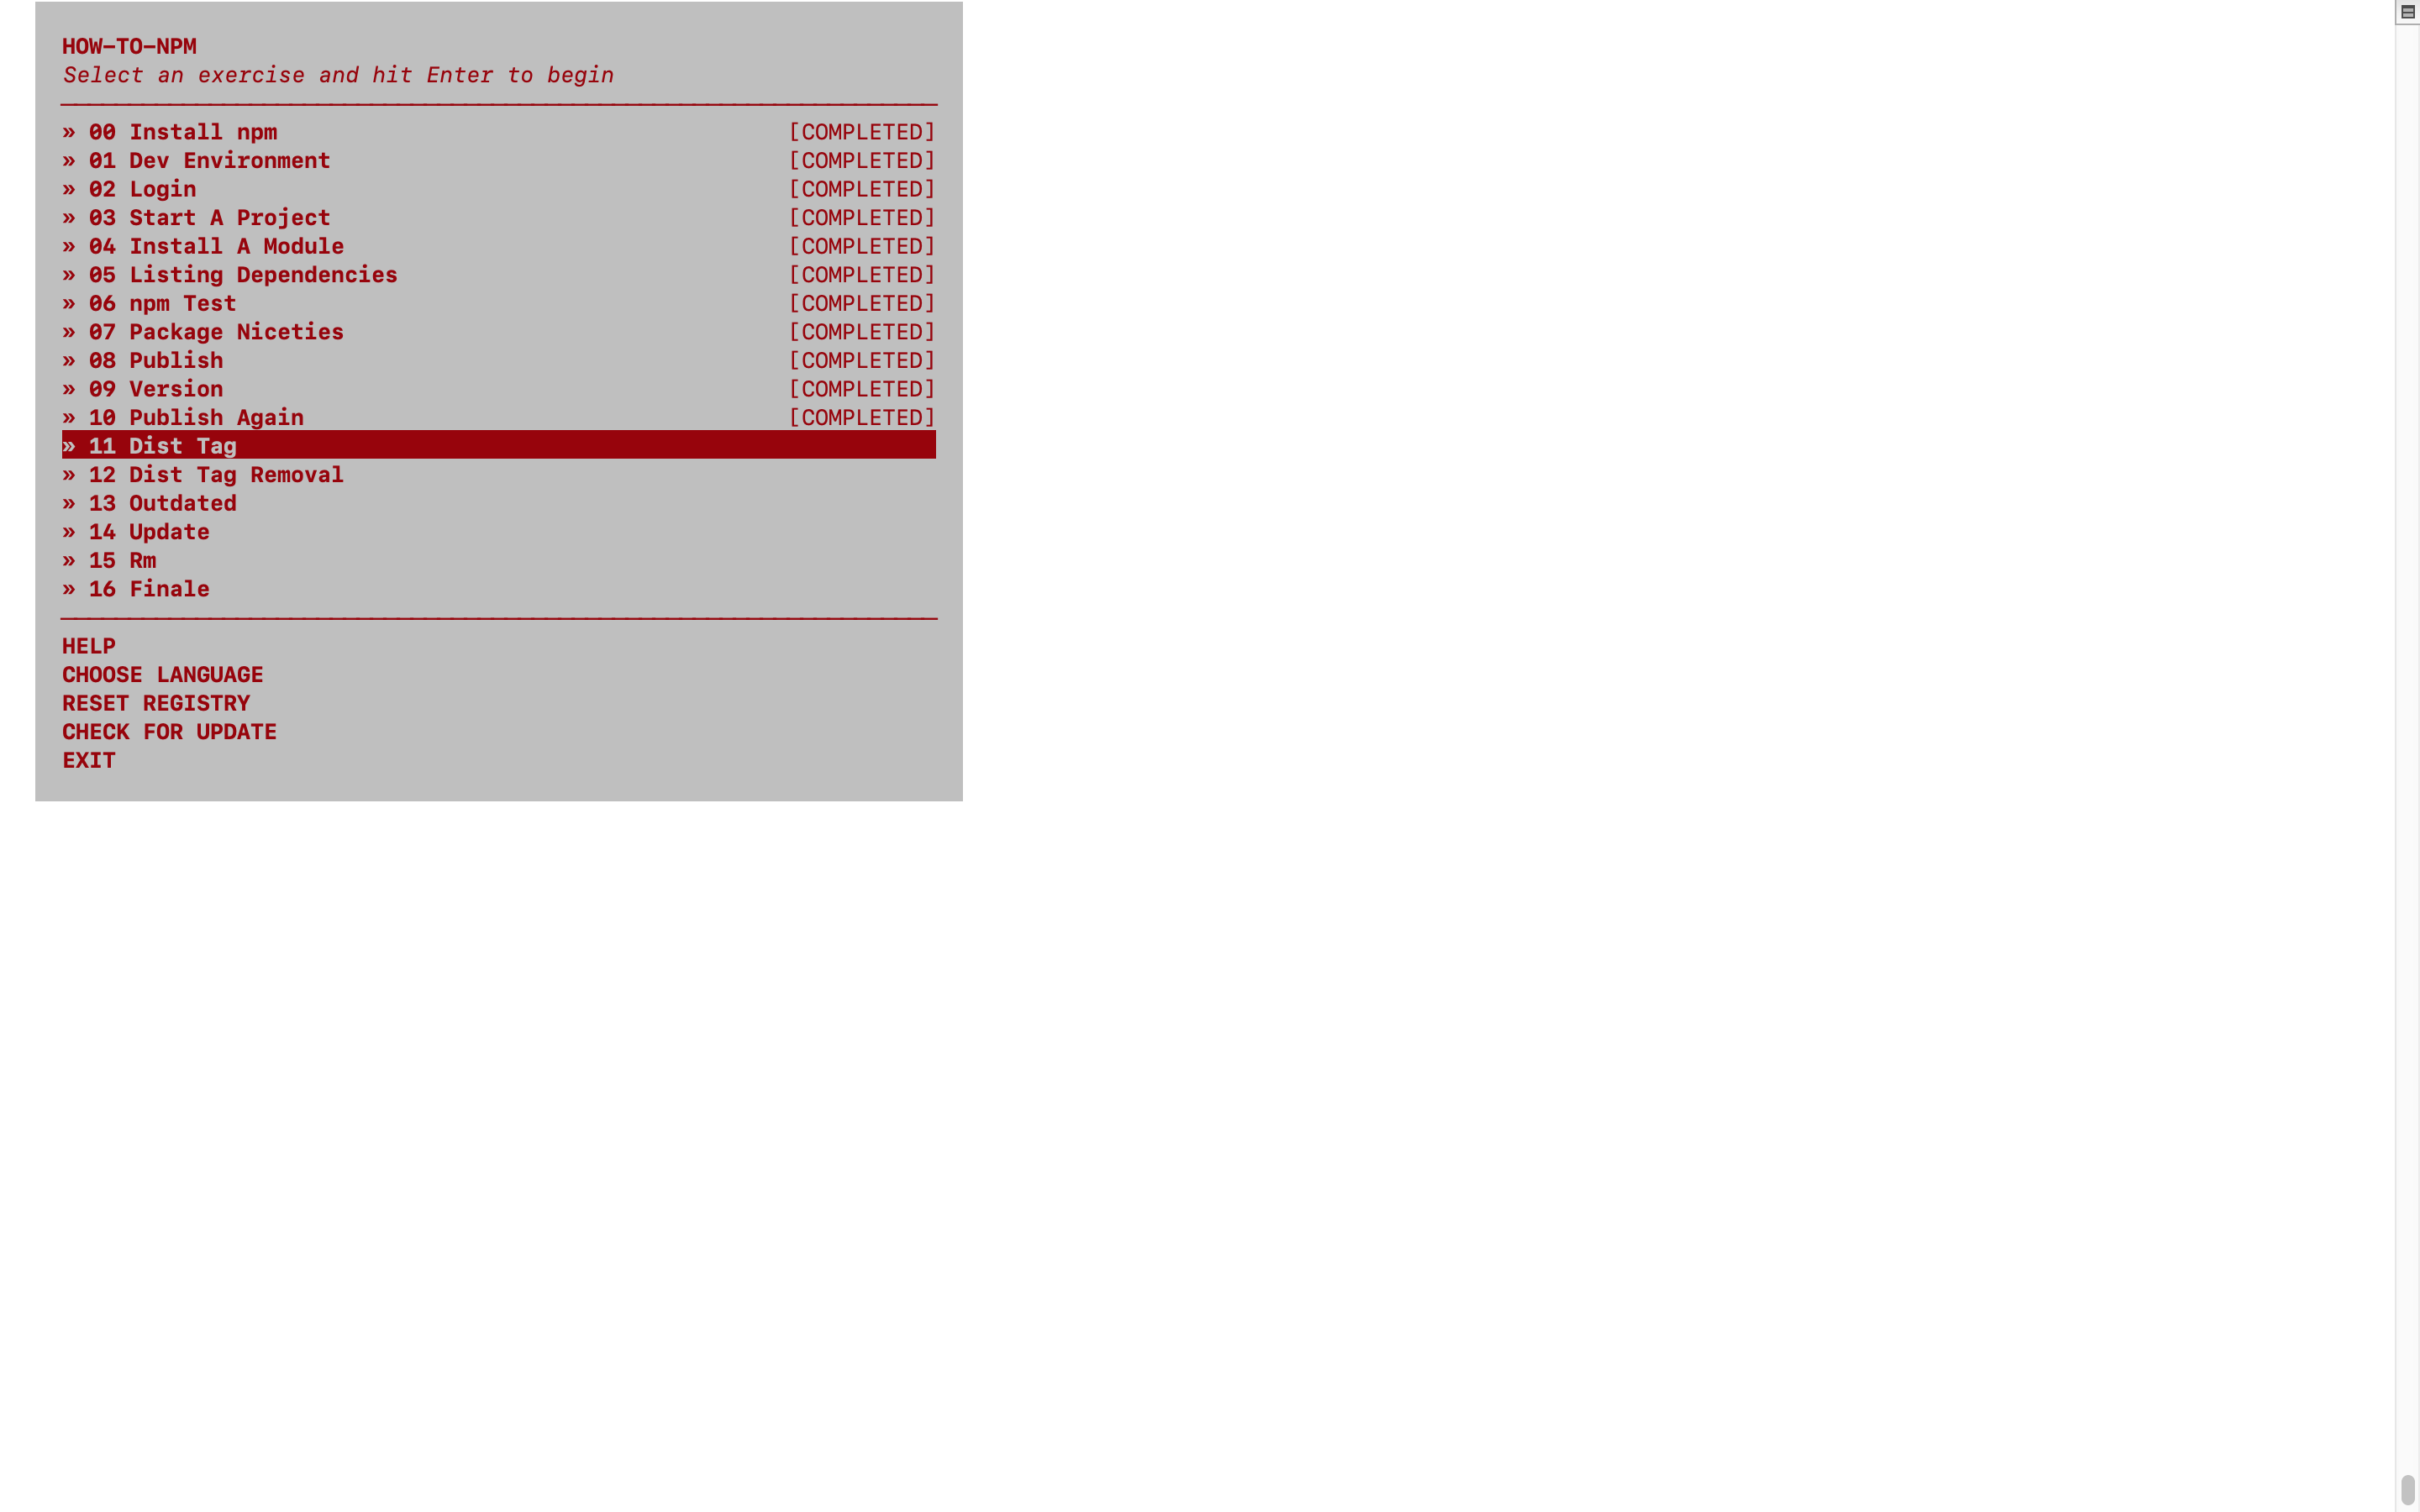 HOW-TO-NPM
Select an exercise and hit Enter to begin
» 00 Install npm [COMPLETED]
» 01 Dev Environment [COMPLETED]
» 02 Login [COMPLETED]
» 03 Start A Project [COMPLETED]
» 04 Install A Module [COMPLETED]
» 05 Listing Dependencies [COMPLETED]
» 06 npm Test [COMPLETED]
» 07 Package Niceties [COMPLETED]
» 08 Publish [COMPLETED]
» 09 Version [COMPLETED]
» 10 Publish Again [COMPLETED]
» 11 Dist Tag
» 12 Dist Tag Removal
» 13 Outdated
» 14 Update
» 15 Rm
» 16 Finale
HELP
CHOOSE LANGUAGE
RESET REGISTRY
CHECK FOR UPDATE
EXIT